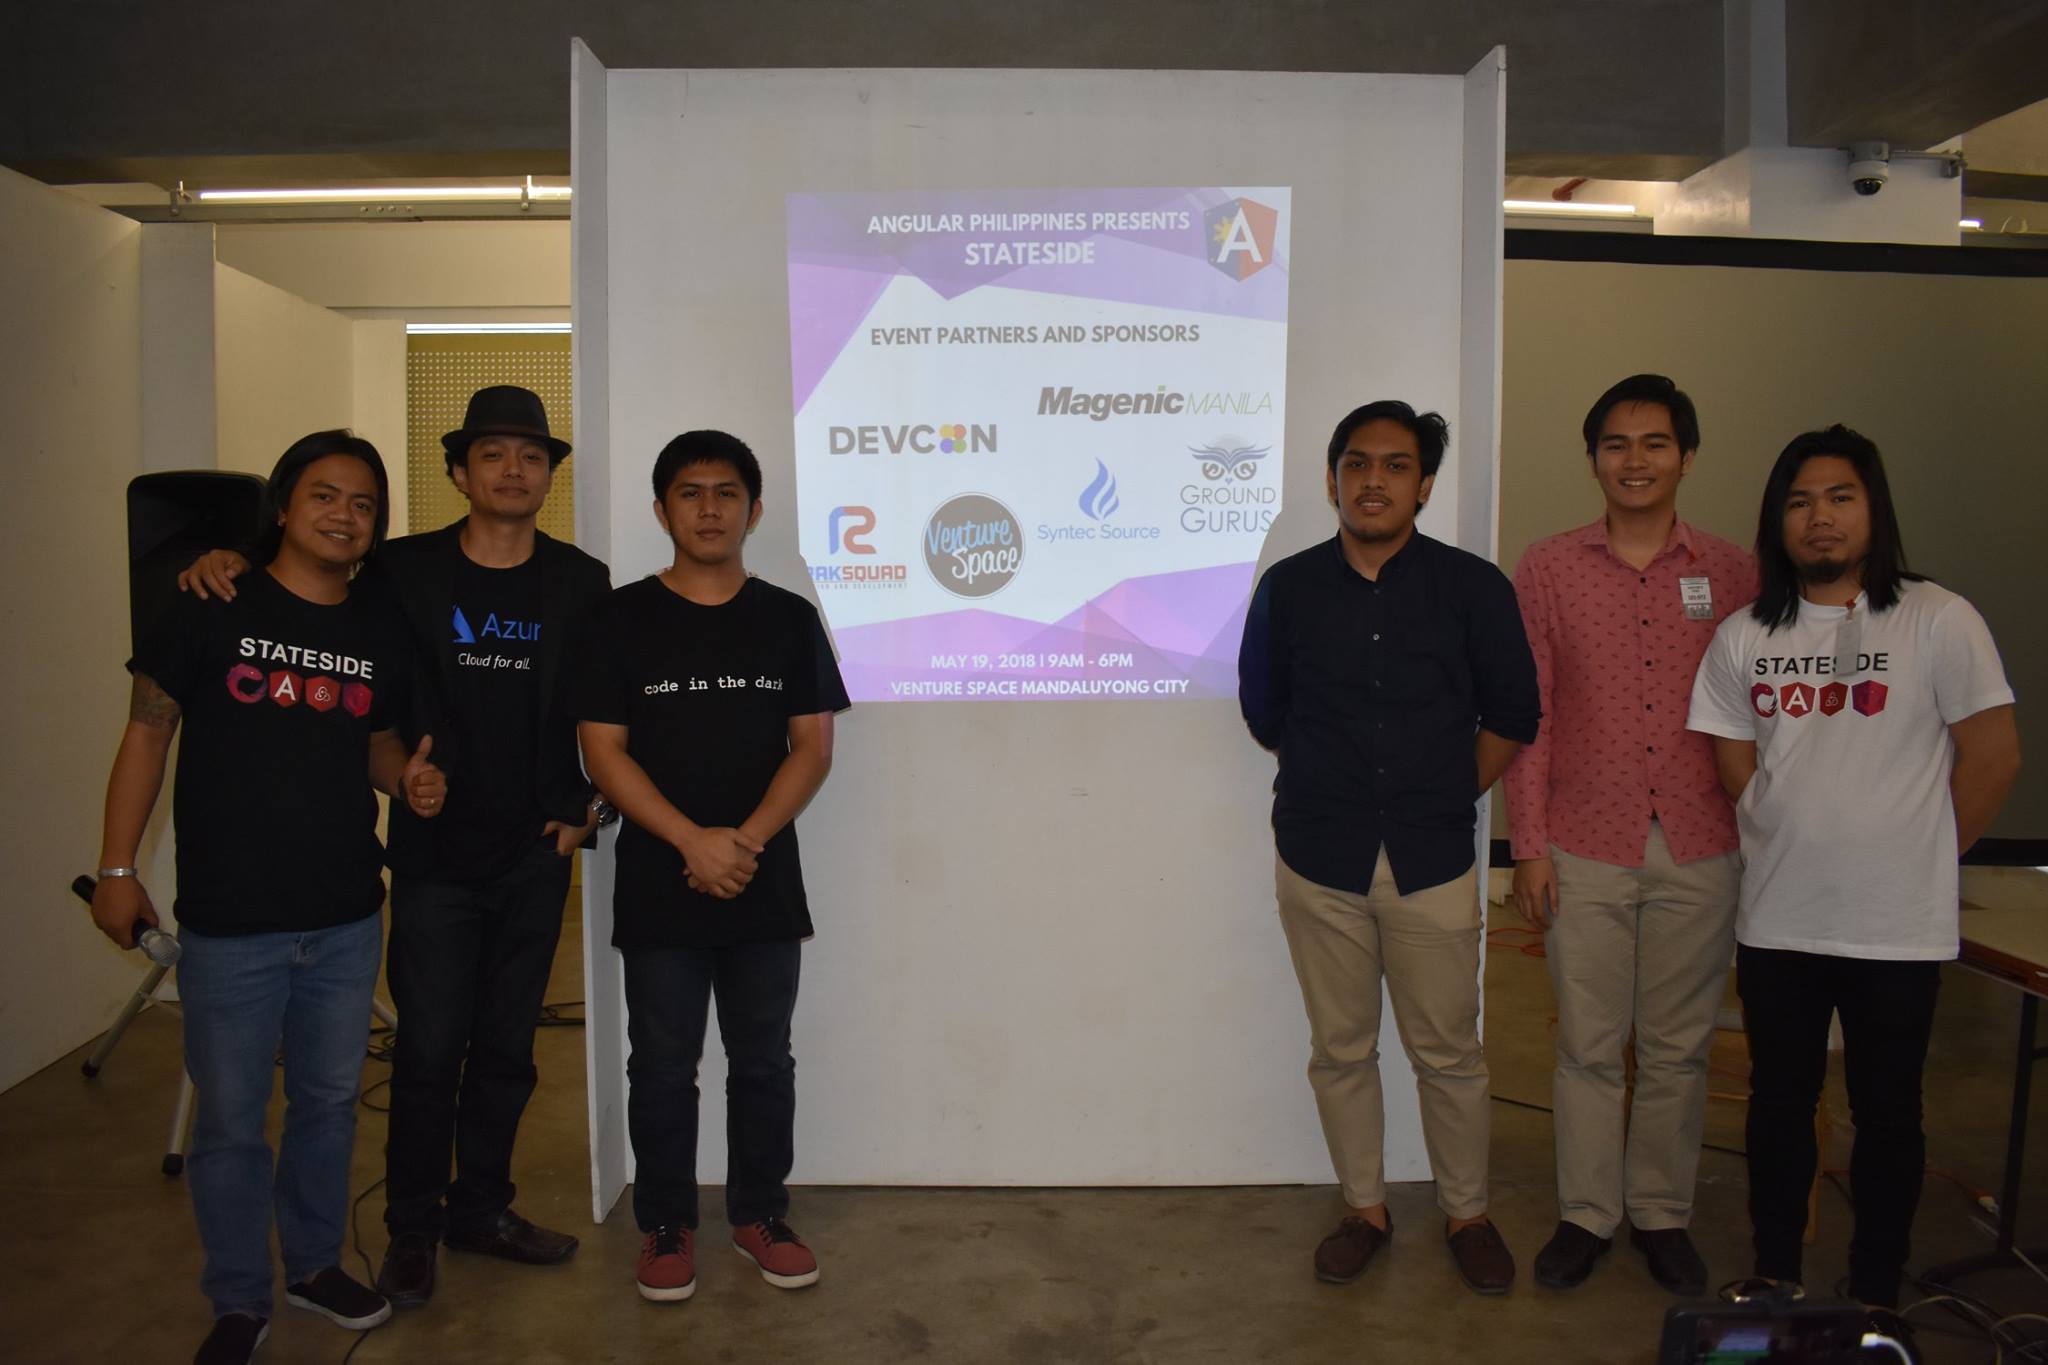 ANGULAR PHILIPPINES PRESENTS
STATESIDE
A
EVENT PARTNERS AND SPONSORS
Magenic MANILA
DEVCON
GROUND
GURUS
Syntec Source
Venture
Space
RAKSQUAD
MAY 19, 2018 | 9AM - 6PM
VENTURE SPACE MANDALUYONG CITY
STATESIDE
A
Azur
Cloud for all.
code in the dark
STATESIDE
A